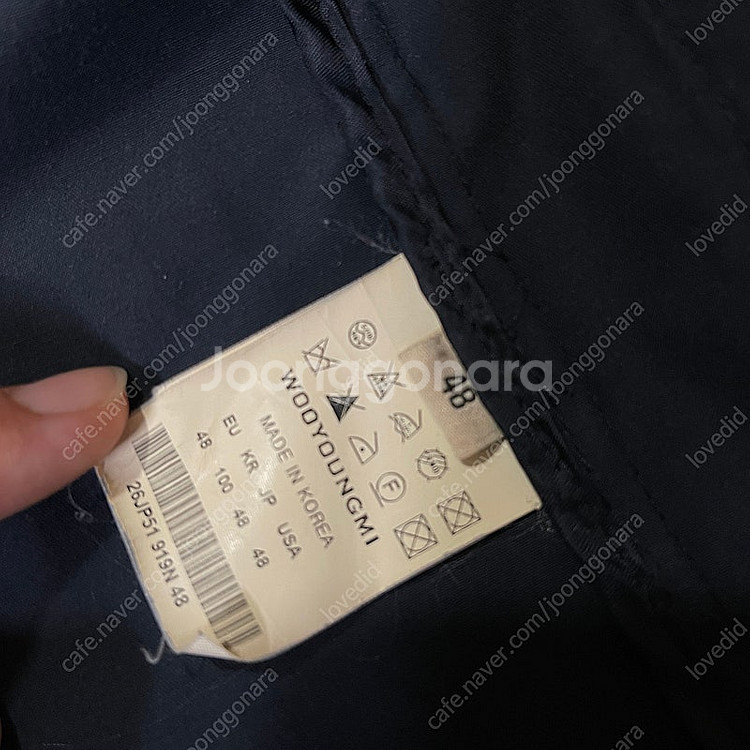 WOOYOUNGMI
MADE IN KOREA
EU KR JP USA
48 100 48 48
26JP51 919N 48
48
F
Joonggonara
cafe.naver.com/joonggonara
lovedid